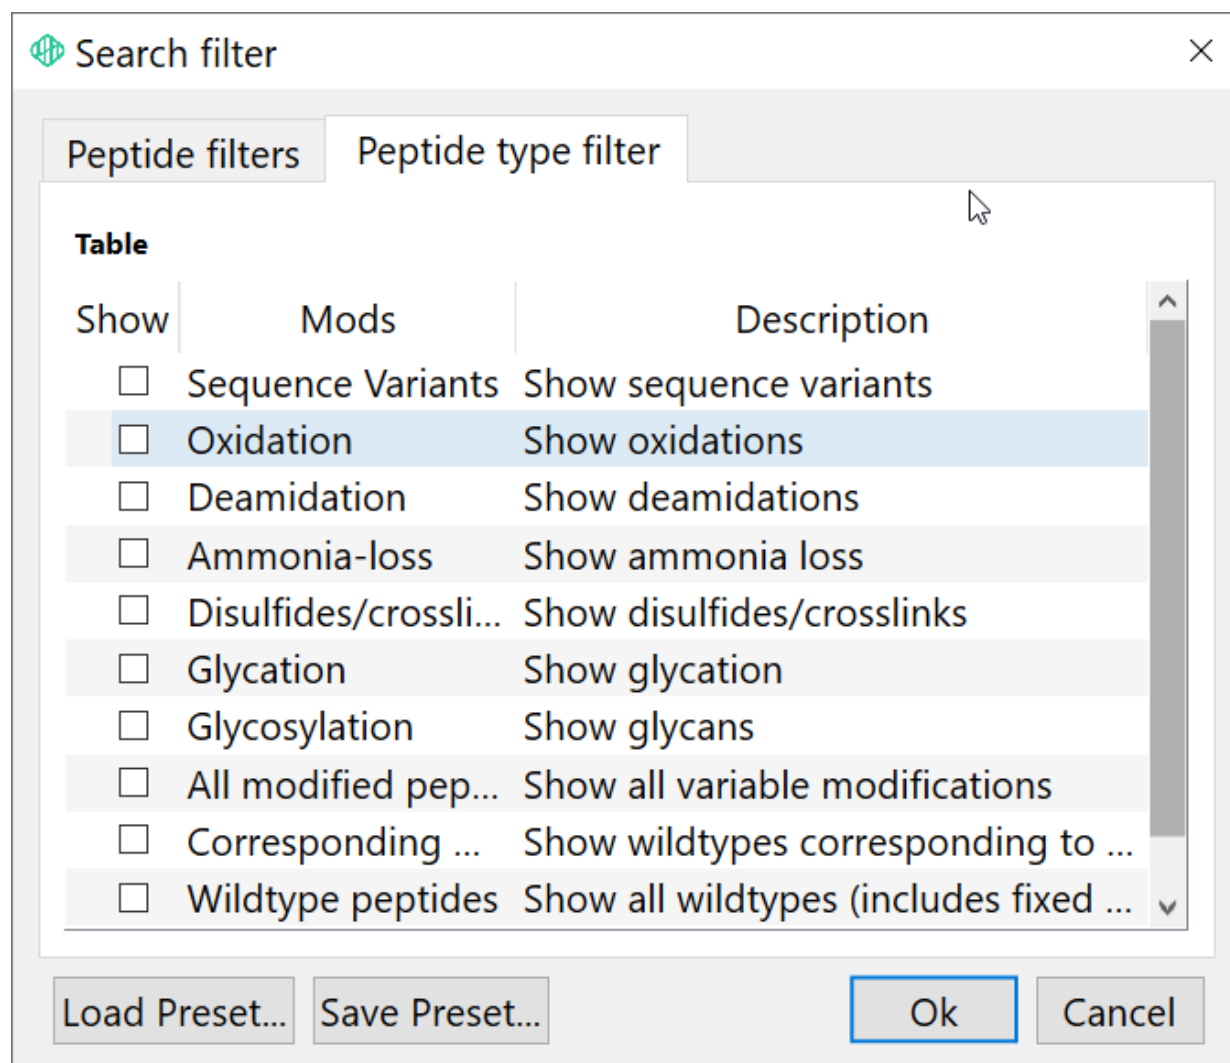 Search filter
Peptide filters Peptide type filter
Table
Show Mods Description
Sequence Variants Show sequence variants
Oxidation Show oxidations
Deamidation Show deamidations
Ammonia-loss Show ammonia loss
Disulfides/crossli... Show disulfides/crosslinks
Glycation Show glycation
Glycosylation Show glycans
All modified pep... Show all variable modifications
Corresponding ... Show wildtypes corresponding to ...
Wildtype peptides Show all wildtypes (includes fixed ...
Load Preset... Save Preset... Ok Cancel